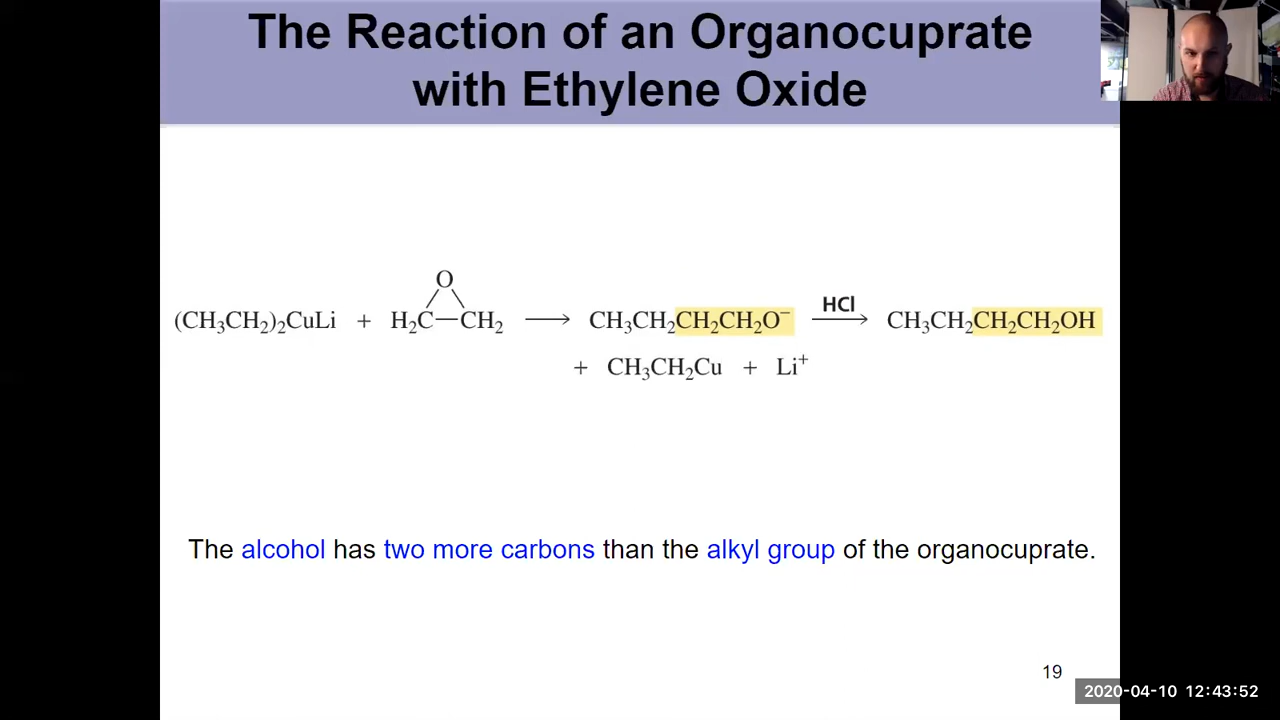 The Reaction of an Organocuprate
with Ethylene Oxide
O
(CH₃CH₂)₂CuLi + H₂C—CH₂ ⟶ CH₃CH₂CH₂CH₂O⁻ HCl ⟶ CH₃CH₂CH₂CH₂OH
+ CH₃CH₂Cu + Li⁺
The alcohol has two more carbons than the alkyl group of the organocuprate.
19
2020-04-10 12:43:52